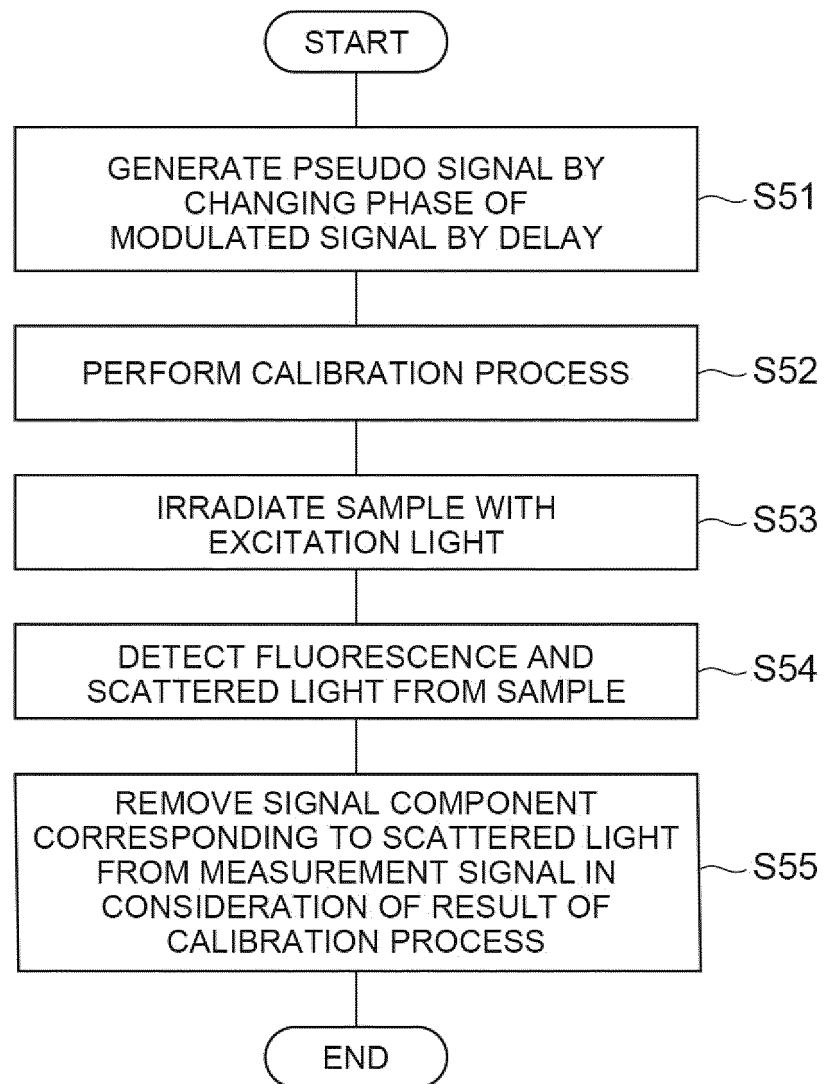 START
GENERATE PSEUDO SIGNAL BY
CHANGING PHASE OF
MODULATED SIGNAL BY DELAY
S51
PERFORM CALIBRATION PROCESS
S52
IRRADIATE SAMPLE WITH
EXCITATION LIGHT
S53
DETECT FLUORESCENCE AND
SCATTERED LIGHT FROM SAMPLE
S54
REMOVE SIGNAL COMPONENT
CORRESPONDING TO SCATTERED LIGHT
FROM MEASUREMENT SIGNAL IN
CONSIDERATION OF RESULT OF
CALIBRATION PROCESS
S55
END